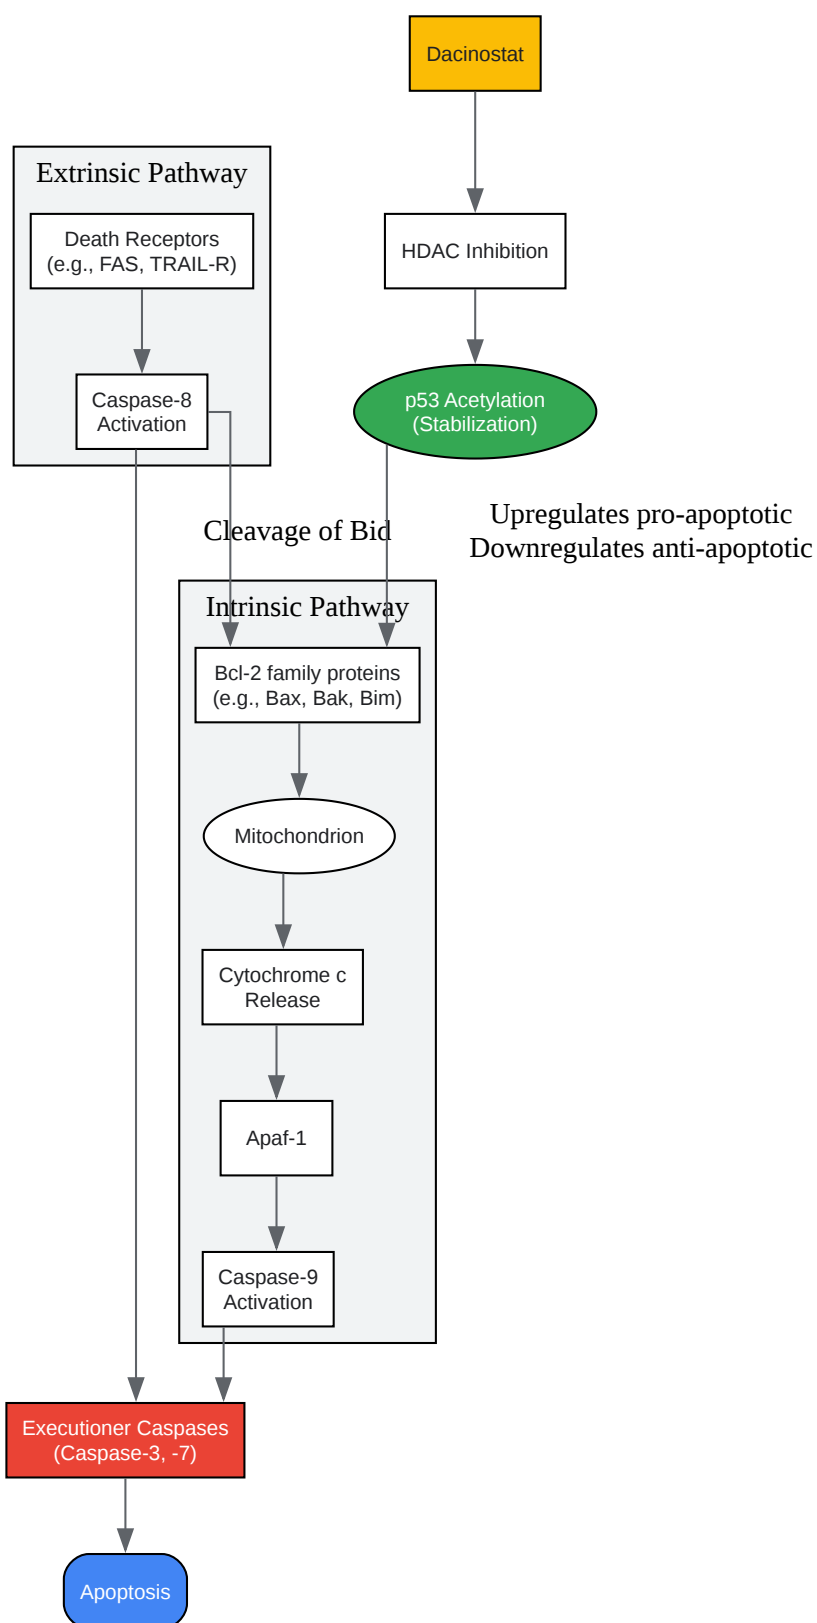 Dacinostat
Extrinsic Pathway
Death Receptors
(e.g., FAS, TRAIL-R)
HDAC Inhibition
Caspase-8
Activation
p53 Acetylation
(Stabilization)
Cleavage of Bid
Upregulates pro-apoptotic
Downregulates anti-apoptotic
Intrinsic Pathway
Bcl-2 family proteins
(e.g., Bax, Bak, Bim)
Mitochondrion
Cytochrome c
Release
Apaf-1
Caspase-9
Activation
Executioner Caspases
(Caspase-3, -7)
Apoptosis